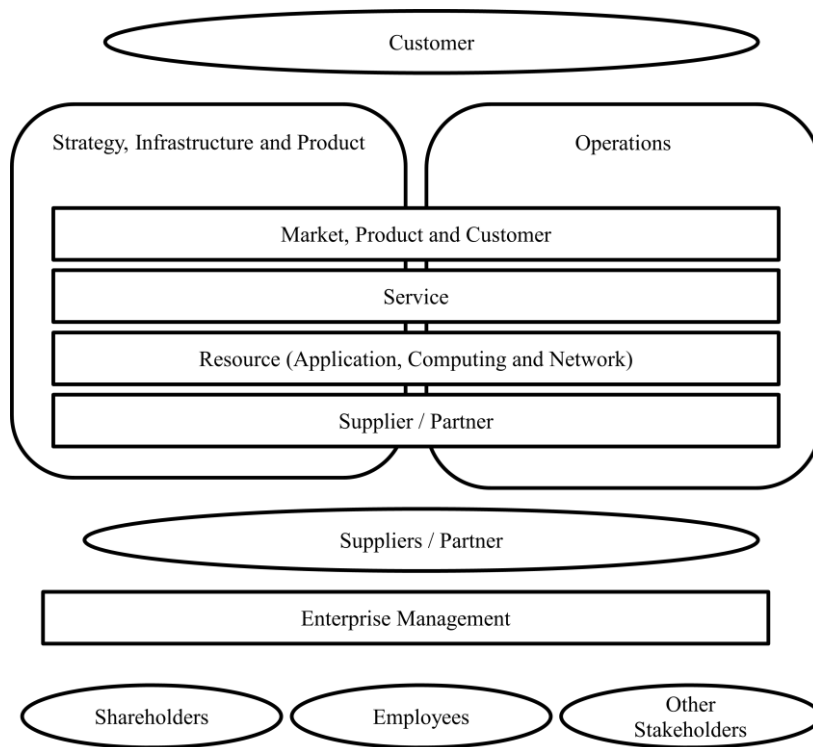 Customer
Strategy, Infrastructure and Product
Operations
Market, Product and Customer
Service
Resource (Application, Computing and Network)
Supplier / Partner
Suppliers / Partner
Enterprise Management
Shareholders
Employees
Other
Stakeholders